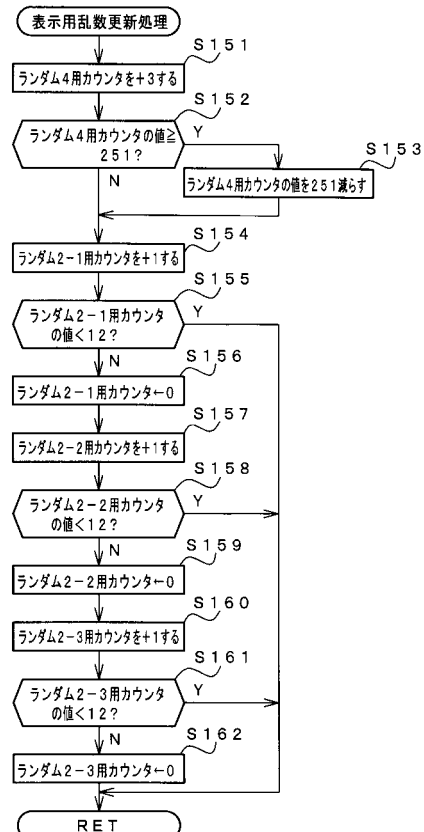 表示用乱数更新処理
S151
ランダム4用カウンタを+3する
S152
ランダム4用カウンタの値≧
251?
Y
S153
N
ランダム4用カウンタの値を251減らす
S154
ランダム2-1用カウンタを+1する
S155
ランダム2-1用カウンタ
の値<12?
Y
N
S156
ランダム2-1用カウンタ←0
S157
ランダム2-2用カウンタを+1する
S158
ランダム2-2用カウンタ
の値<12?
Y
N
S159
ランダム2-2用カウンタ←0
S160
ランダム2-3用カウンタを+1する
S161
ランダム2-3用カウンタ
の値<12?
Y
N
S162
ランダム2-3用カウンタ←0
RET